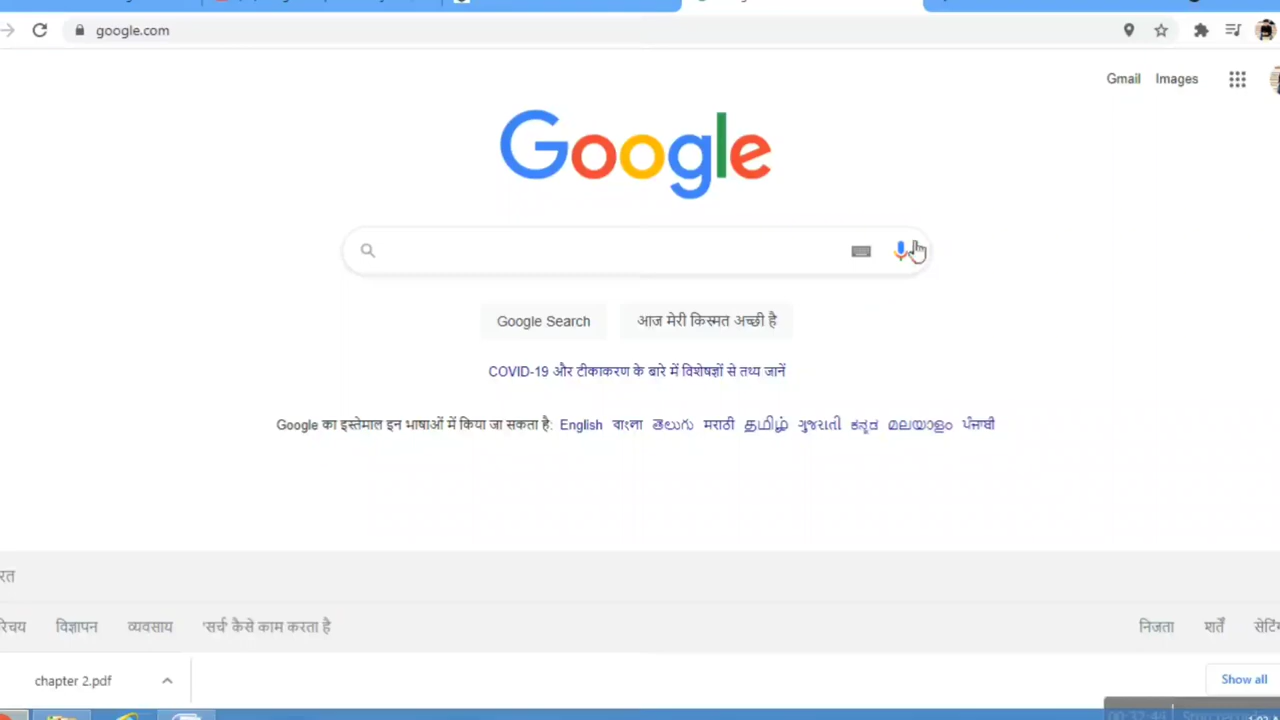 google.com
Gmail Images
Google
Google Search आज मेरी किस्मत अच्छी है
COVID-19 और टीकाकरण के बारे में विशेषज्ञों से तथ्य जानें
Google का इस्तेमाल इन भाषाओं में किया जा सकता है: English বাংলা తెలుగు मराठी தமிழ் ગુજરાતી ಕನ್ನಡ മലയാളം ਪੰਜਾਬੀ
विज्ञापन व्यवसाय 'सर्च' कैसे काम करता है निजता शर्तें
chapter 2.pdf Show all